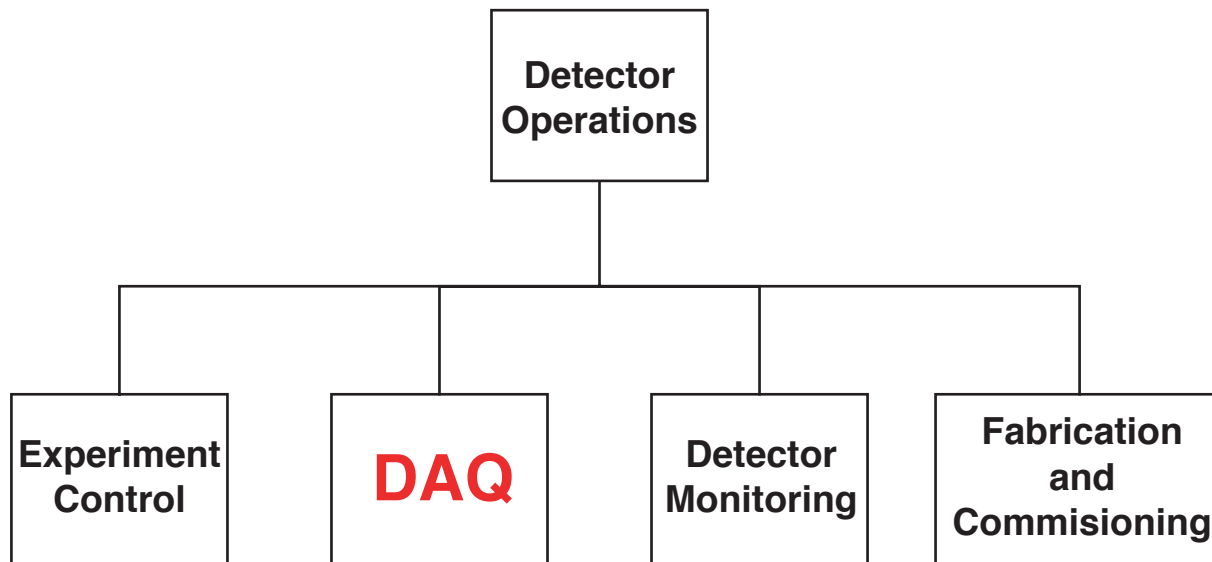 Detector
Operations
Experiment
Control
DAQ
Detector
Monitoring
Fabrication
and
Commisioning